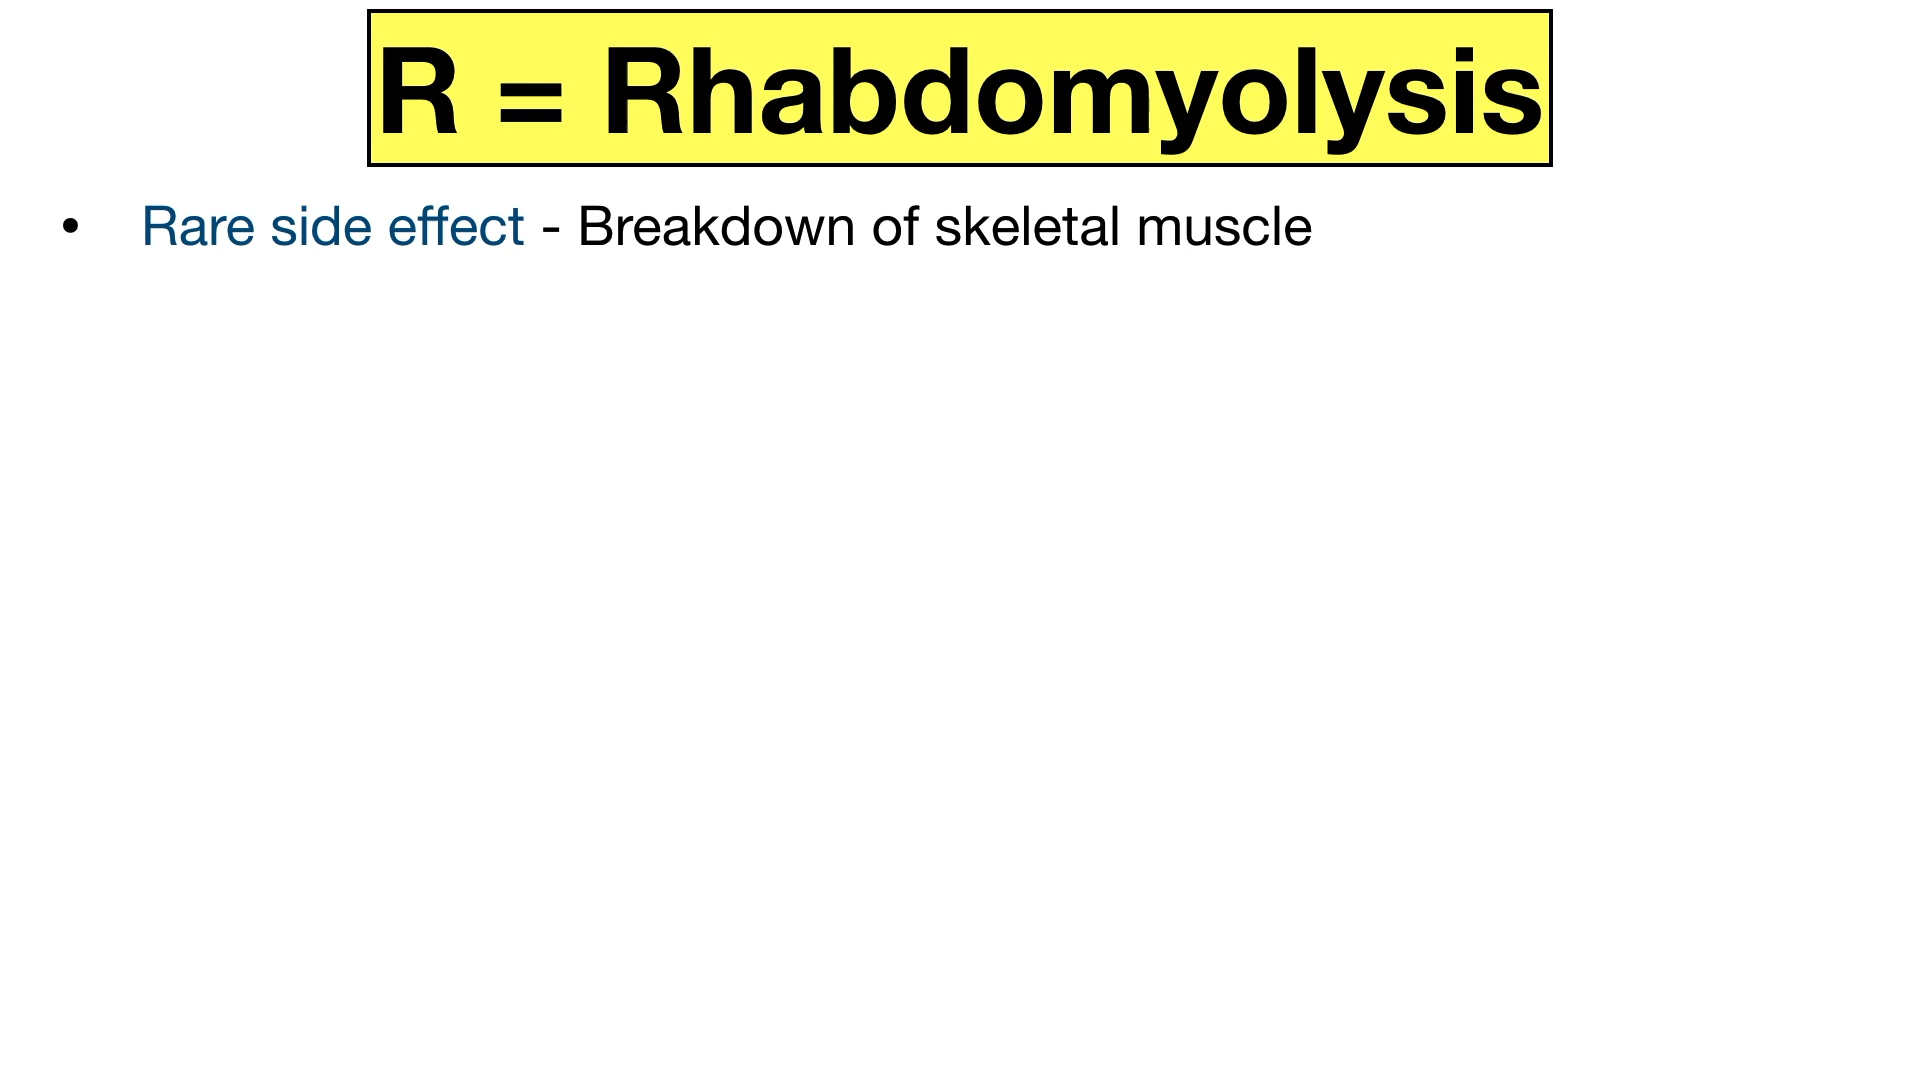 R = Rhabdomyolysis
• Rare side effect - Breakdown of skeletal muscle